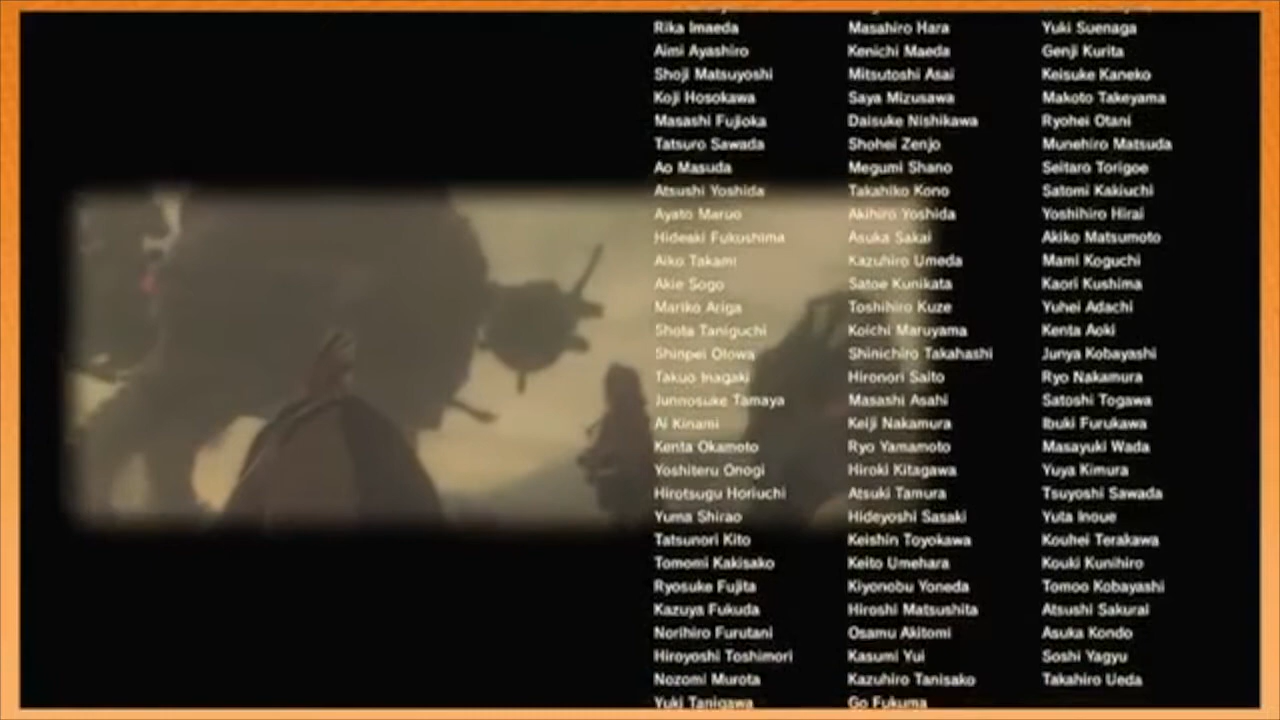 Rika Imaeda Masahiro Hara Yuki Suenaga
Aimi Ayashiro Kenichi Maeda Genji Kurita
Shoji Matsuyoshi Mitsutoshi Asai Keisuke Kaneko
Koji Hosokawa Saya Mizusawa Makoto Takeyama
Masashi Fujioka Daisuke Nishikawa Ryohei Otani
Tatsuro Sawada Shohei Zenjo Munehiro Matsuda
Ao Masuda Megumi Shano Seitaro Torigoe
Atsushi Yoshida Takahiko Kono Satomi Kakiuchi
Ayato Maruo Akihiro Yoshida Yoshihiro Hirai
Hideaki Fukushima Asuka Sakai Akiko Matsumoto
Aiko Takami Kazuhiro Umeda Mami Koguchi
Akie Sogo Satoe Kunikata Kaori Kushima
Mariko Ariga Toshihiro Kuze Yuhei Adachi
Shota Taniguchi Koichi Maruyama Kenta Aoki
Shinpei Otowa Shinichiro Takahashi Junya Kobayashi
Takuo Inagaki Hironori Saito Ryo Nakamura
Junnosuke Tamaya Masashi Asahi Satoshi Togawa
Ai Kinami Keiji Nakamura Ibuki Furukawa
Kenta Okamoto Ryo Yamamoto Masayuki Wada
Yoshiteru Onogi Hiroki Kitagawa Yuya Kimura
Hirotsugu Horiuchi Atsuki Tamura Tsuyoshi Sawada
Yuma Shirao Hideyoshi Sasaki Yuta Inoue
Tatsunori Kito Keishin Toyokawa Kouhei Terakawa
Tomomi Kakisako Keito Umehara Kouki Kunihiro
Ryosuke Fujita Kiyonobu Yoneda Tomoo Kobayashi
Kazuya Fukuda Hiroshi Matsushita Atsushi Sakurai
Norihiro Furutani Osamu Akitomi Asuka Kondo
Hiroyoshi Toshimori Kasumi Yui Soshi Yagyu
Nozomi Murota Kazuhiro Tanisako Takahiro Ueda
Yuki Tanigawa Go Fukuma